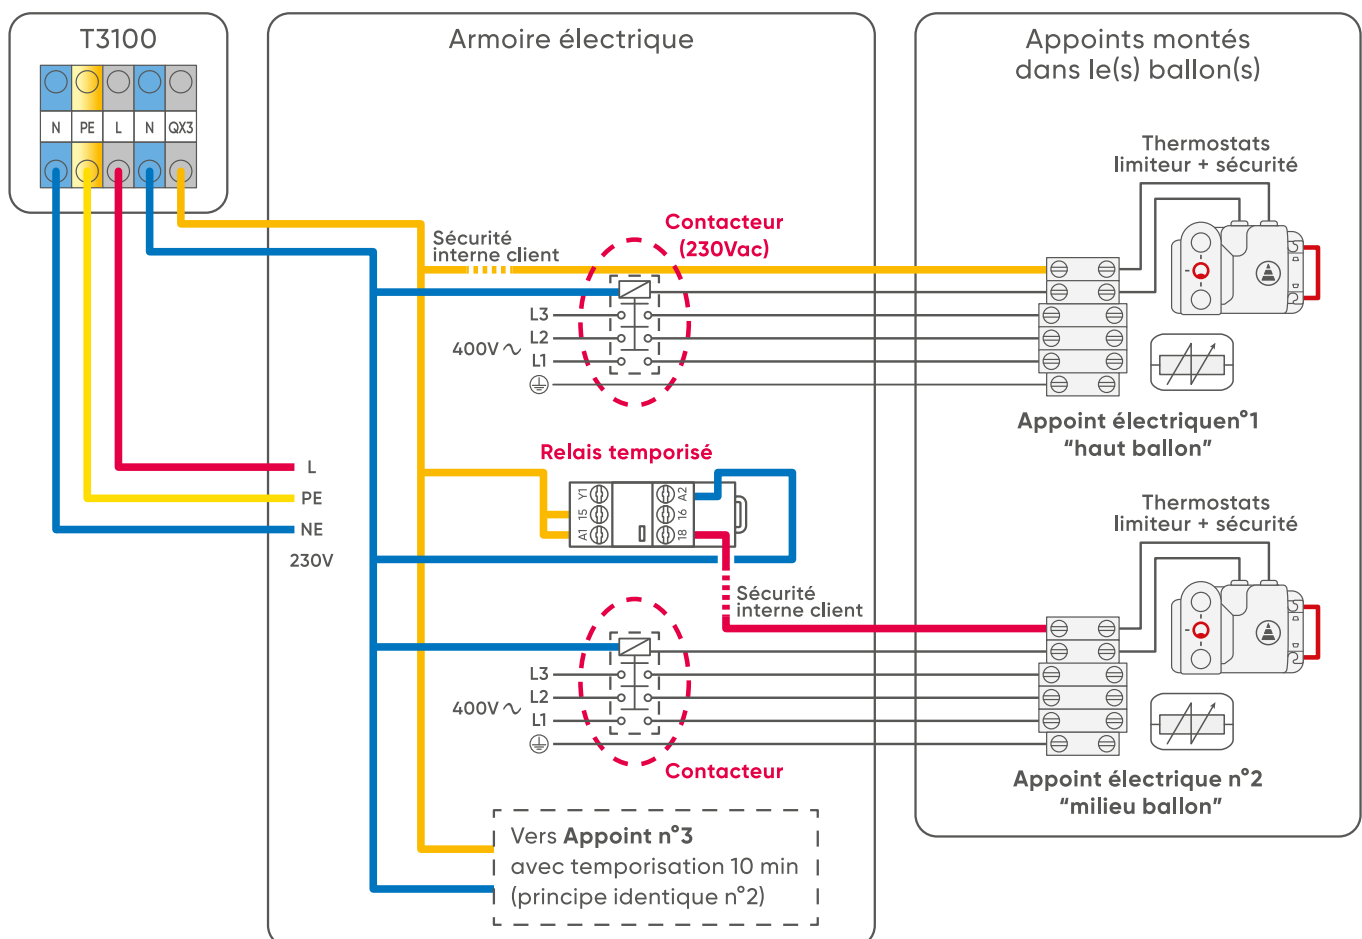 T3100
N PE L N QX3
Armoire électrique
Appoints montés
dans le(s) ballon(s)
Thermostats
limiteur + sécurité
Contacteur
(230Vac)
Sécurité
interne client
L3
L2
400V ~
L1
Appoint électriquen°1
“haut ballon”
Relais temporisé
Y1
15
A1
A2
16
18
L
PE
NE
230V
Thermostats
limiteur + sécurité
Sécurité
interne client
L3
L2
400V ~
L1
Contacteur
Appoint électrique n°2
“milieu ballon”
Vers Appoint n°3
avec temporisation 10 min
(principe identique n°2)